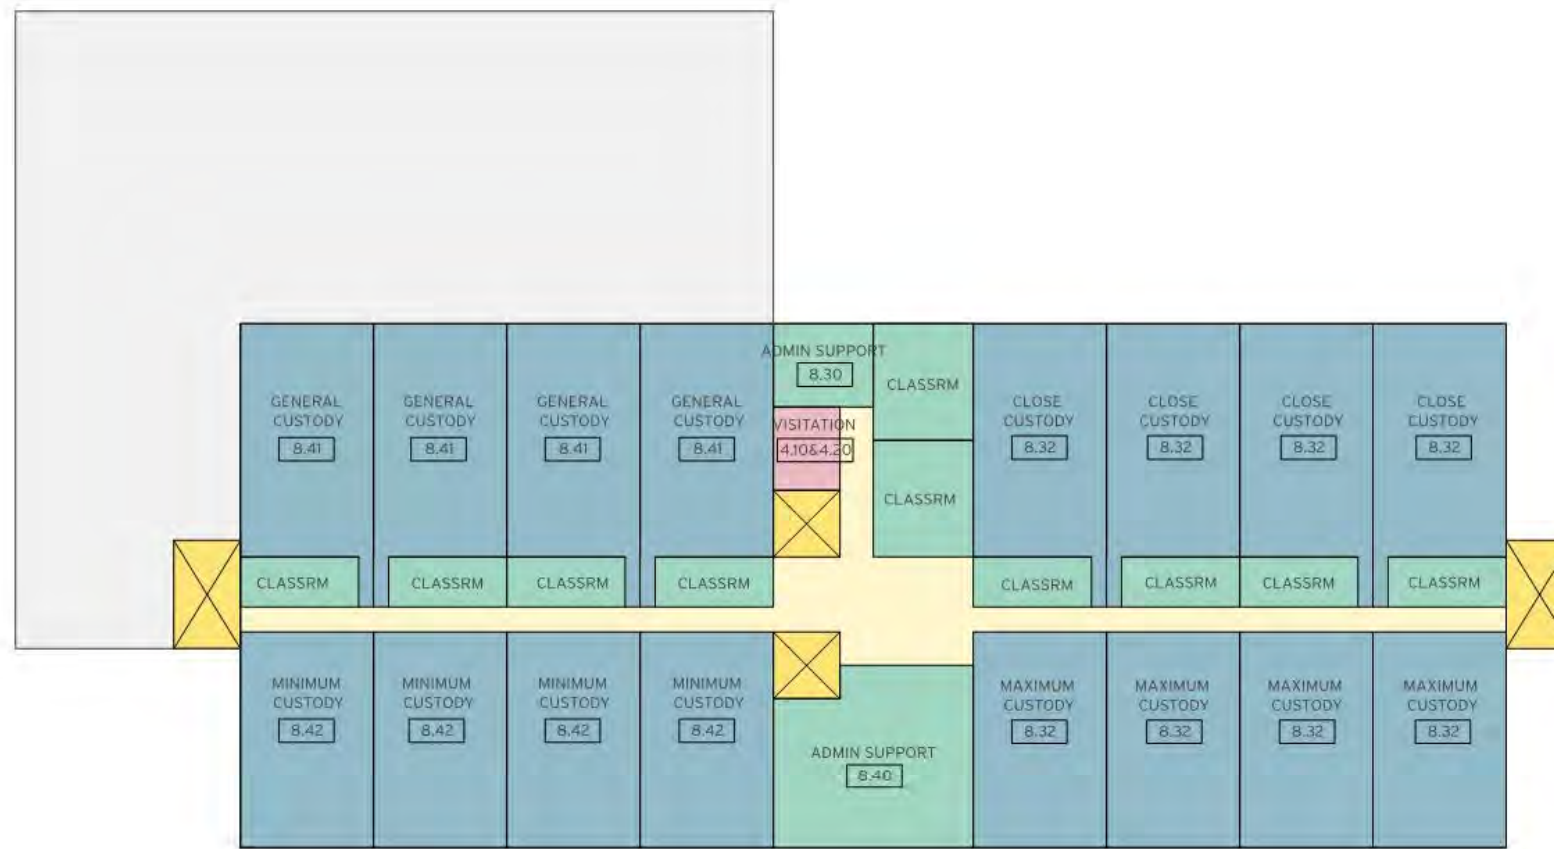 ADMIN SUPPORT
8.30
CLASSRM
GENERAL
CUSTODY
8.41
GENERAL
CUSTODY
8.41
GENERAL
CUSTODY
8.41
GENERAL
CUSTODY
8.41
VISITATION
4.10&4.20
CLOSE
CUSTODY
8.32
CLOSE
CUSTODY
8.32
CLOSE
CUSTODY
8.32
CLOSE
CUSTODY
8.32
CLASSRM
CLASSRM
CLASSRM
CLASSRM
CLASSRM
CLASSRM
CLASSRM
CLASSRM
CLASSRM
MINIMUM
CUSTODY
8.42
MINIMUM
CUSTODY
8.42
MINIMUM
CUSTODY
8.42
MINIMUM
CUSTODY
8.42
MAXIMUM
CUSTODY
8.32
MAXIMUM
CUSTODY
8.32
MAXIMUM
CUSTODY
8.32
MAXIMUM
CUSTODY
8.32
ADMIN SUPPORT
8.40